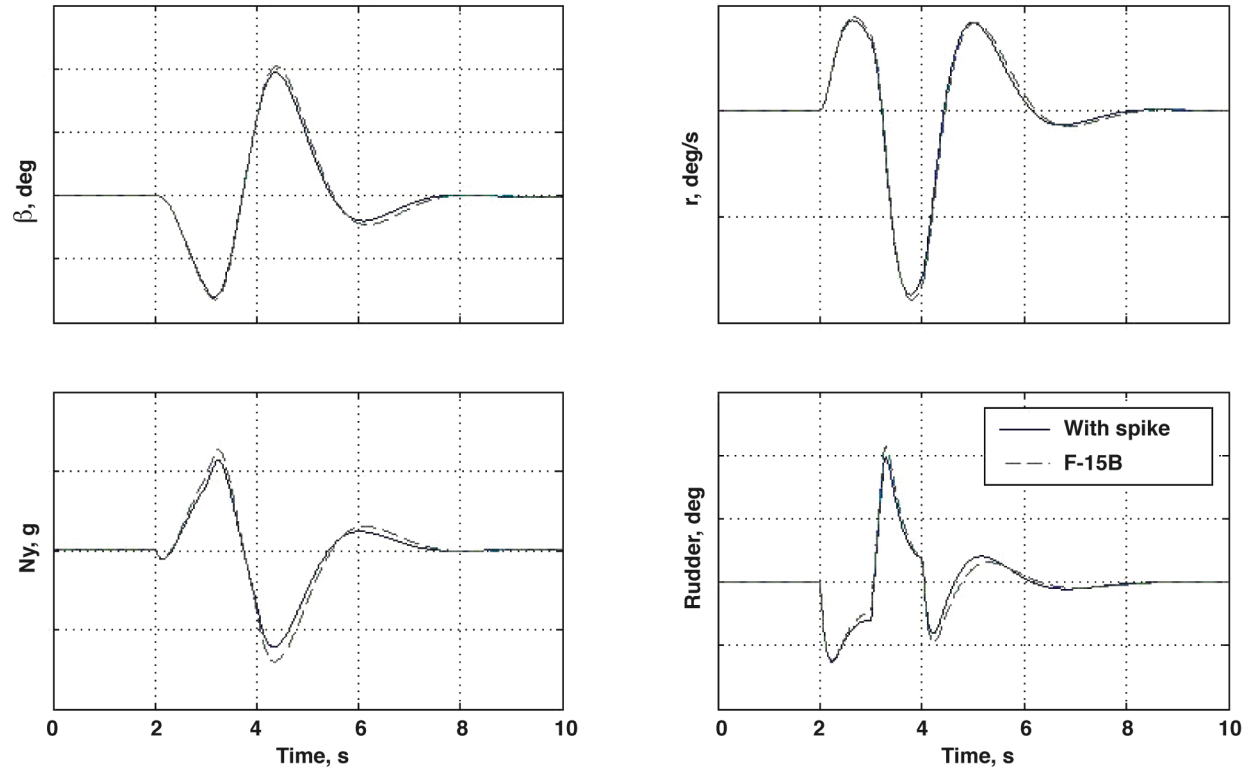 β, deg
r, deg/s
Ny, g
0 2 4 6 8 10
Time, s
Rudder, deg
With spike
F-15B
0 2 4 6 8 10
Time, s